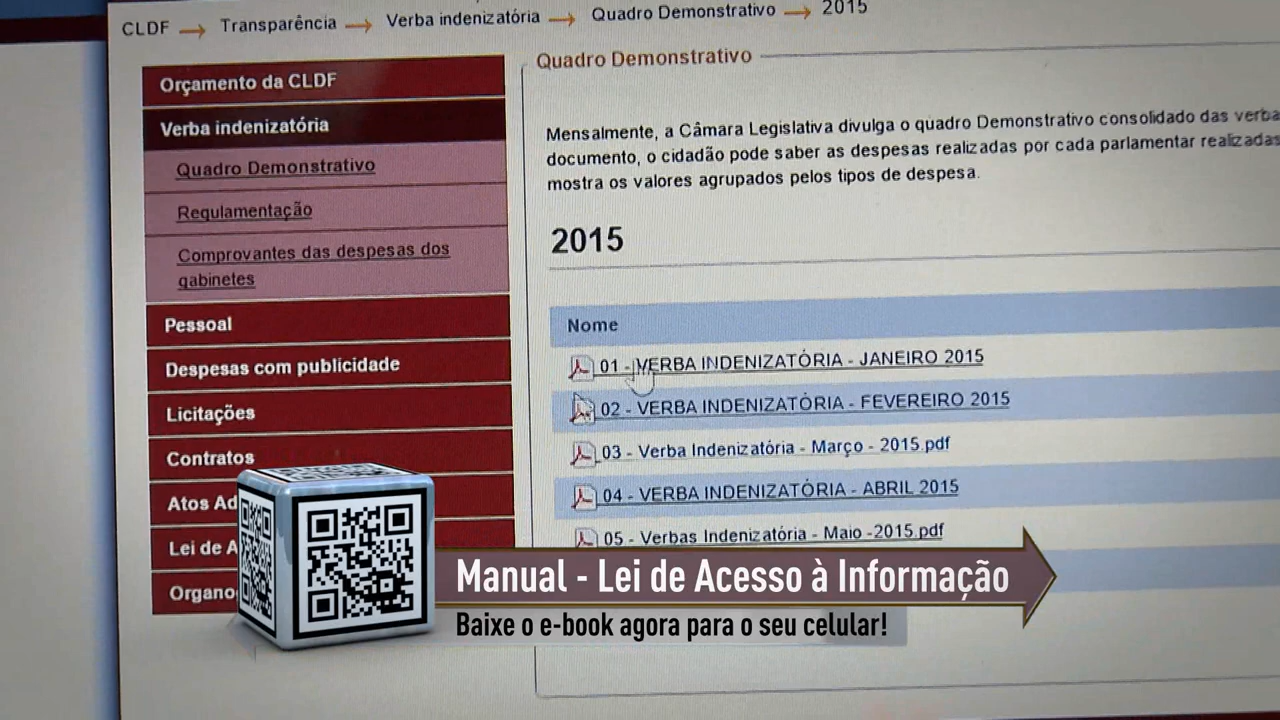 CLDF → Transparência → Verba indenizatória → Quadro Demonstrativo → 2015
Orçamento da CLDF
Verba indenizatória
Quadro Demonstrativo
Regulamentação
Comprovantes das despesas dos
gabinetes
Pessoal
Despesas com publicidade
Licitações
Contratos
Atos Ad
Lei de A
Organo
Quadro Demonstrativo
Mensalmente, a Câmara Legislativa divulga o quadro Demonstrativo consolidado das verba
documento, o cidadão pode saber as despesas realizadas por cada parlamentar realizadas
mostra os valores agrupados pelos tipos de despesa.
2015
Nome
01 - VERBA INDENIZATÓRIA - JANEIRO 2015
02 - VERBA INDENIZATÓRIA - FEVEREIRO 2015
03 - Verba Indenizatória - Março - 2015.pdf
04 - VERBA INDENIZATÓRIA - ABRIL 2015
05 - Verbas Indenizatória - Maio -2015.pdf
Manual - Lei de Acesso à Informação
Baixe o e-book agora para o seu celular!